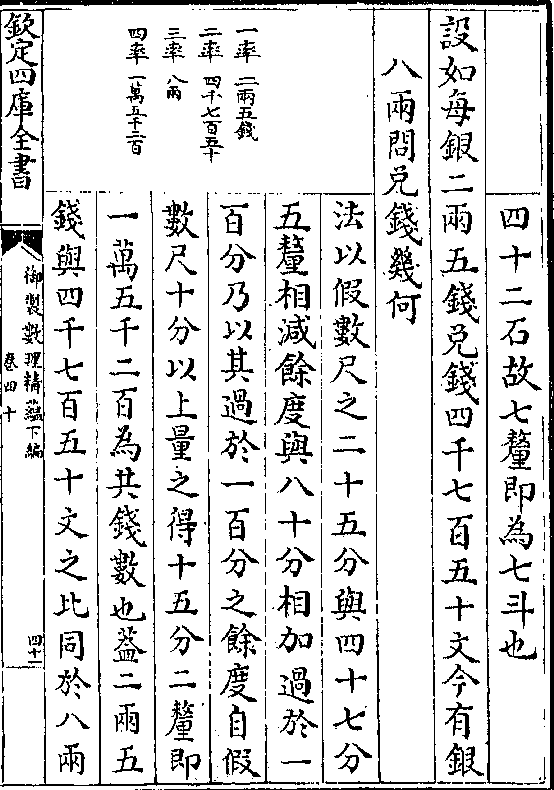 四十二石故七釐即為七斗也
設如每銀二兩五錢兌錢四千七百五十文今有銀
八兩問兌錢幾何
一率 二兩五錢
二率 四千七百五十
三率 八兩
四率 一萬五千二百
法以假數尺之二十五分與四十七分
五釐相減餘度與八十分相加過於一
百分乃以其過於一百分之餘度自假
數尺十分以上量之得十五分二釐即
一萬五千二百為共錢數也葢二兩五
錢與四千七百五十文之比同於八兩
欽定四庫全書
御製數理精藴下編
卷四十
四十一